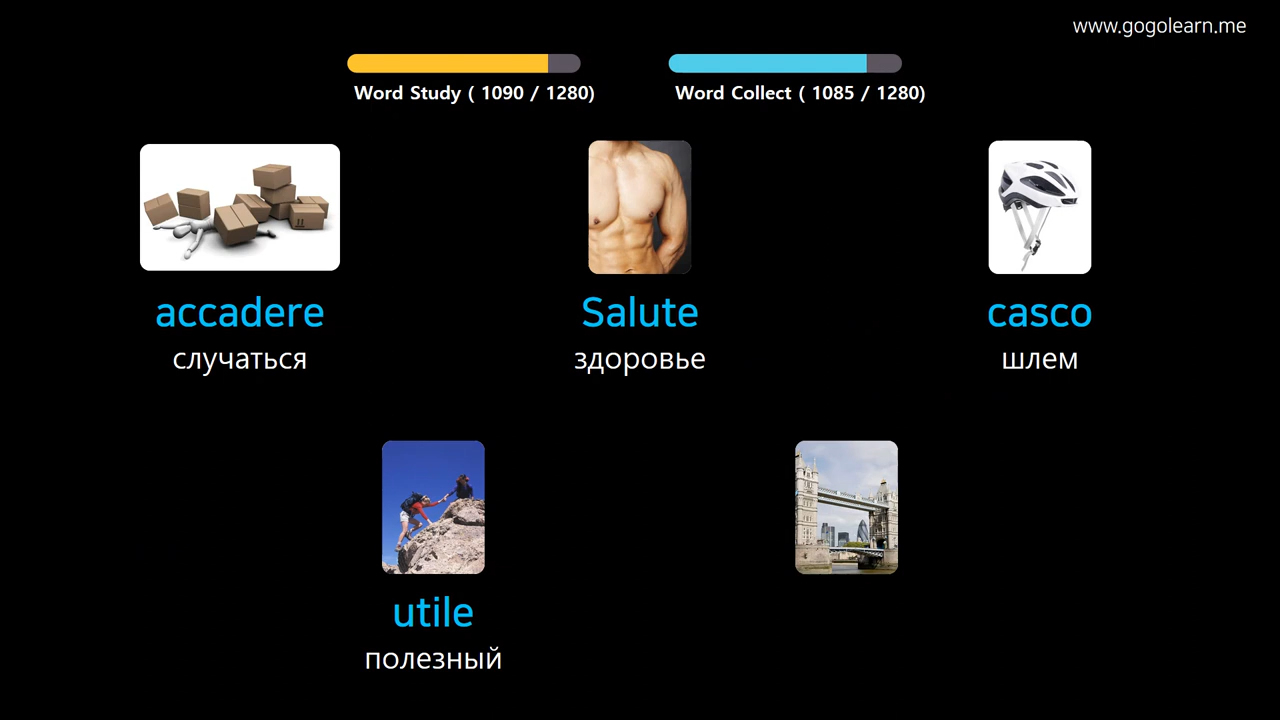 www.gogolearn.me
Word Study ( 1090 / 1280)
Word Collect ( 1085 / 1280)
accadere
случаться
Salute
здоровье
casco
шлем
utile
полезный